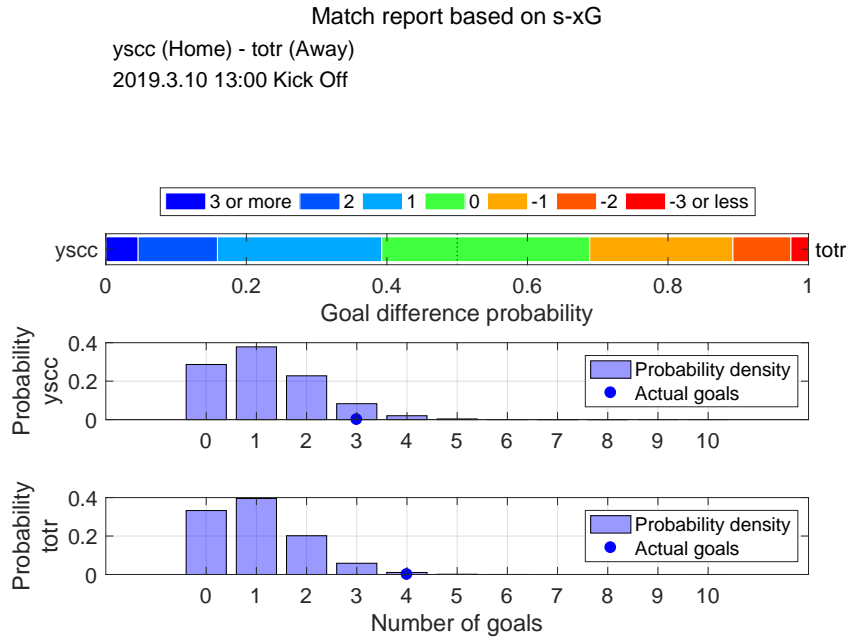 Match report based on s-xG
yscc (Home) - totr (Away)
2019.3.10 13:00 Kick Off
3 or more 2 1 0 -1 -2 -3 or less
yscc totr
0 0.2 0.4 0.6 0.8 1
Goal difference probability
Probability
yscc
0.4
0.2
0
Probability density
Actual goals
0 1 2 3 4 5 6 7 8 9 10
Probability
totr
0.4
0.2
0
Probability density
Actual goals
0 1 2 3 4 5 6 7 8 9 10
Number of goals